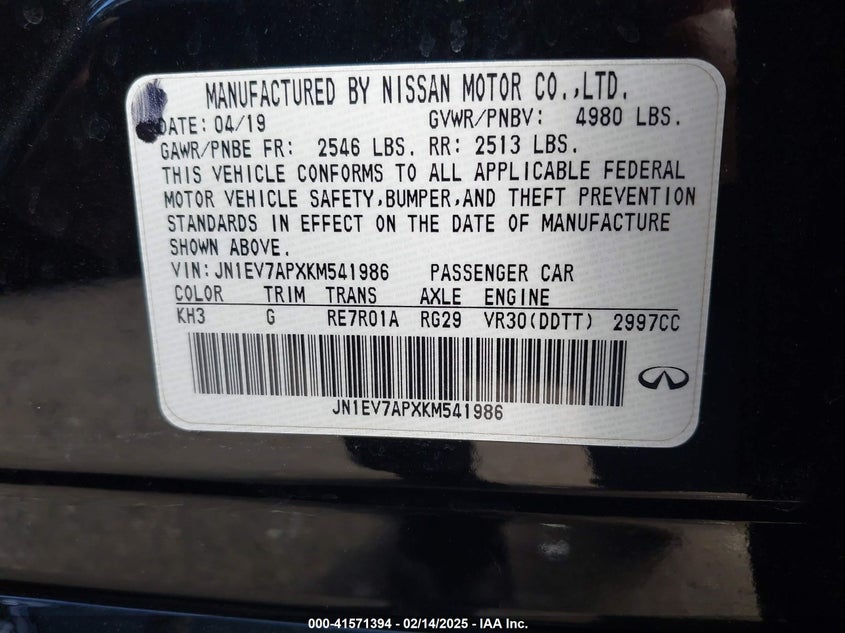 MANUFACTURED BY NISSAN MOTOR CO.,LTD.
DATE: 04/19 GVWR/PNBV: 4980 LBS.
GAWR/PNBE FR: 2546 LBS. RR: 2513 LBS.
THIS VEHICLE CONFORMS TO ALL APPLICABLE FEDERAL
MOTOR VEHICLE SAFETY,BUMPER,AND THEFT PREVENTION
STANDARDS IN EFFECT ON THE DATE OF MANUFACTURE
SHOWN ABOVE.
VIN:JN1EV7APXKM541986 PASSENGER CAR
COLOR TRIM TRANS AXLE ENGINE
KH3 G RE7R01A RG29 VR30(DDTT) 2997CC
JN1EV7APXKM541986
000-41571394 - 02/14/2025 - IAA Inc.